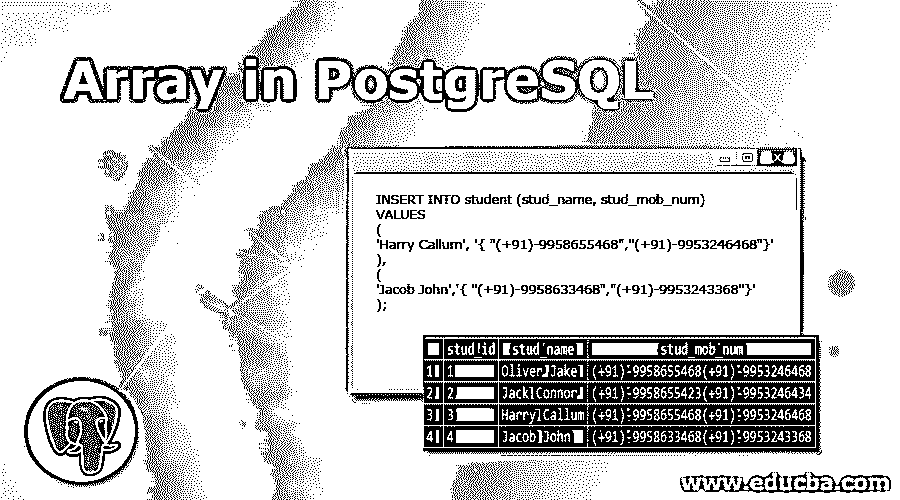 Array in PostgreSQL
INSERT INTO student (stud_name, stud_mob_num)
VALUES
(
'Harry Callum', '{ "(+91)-9958655468","(+91)-9953246468"}'
),
(
'Jacob John','{ "(+91)-9958633468","(+91)-9953243368"}'
);
stud_id stud_name stud_mob_num
1 1 Oliver Jake (+91)-9958655468(+91)-9953246468
2 2 Jack Connor (+91)-9958655423(+91)-9953246434
3 3 Harry Callum (+91)-9958655468(+91)-9953246468
4 4 Jacob John (+91)-9958633468(+91)-9953243368
www.educba.com